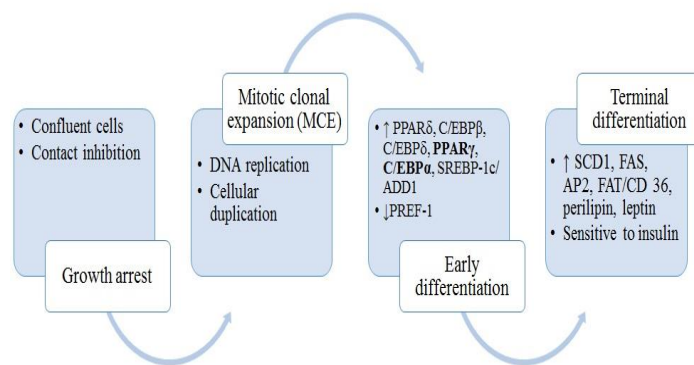 • Confluent cells
• Contact inhibition
Growth arrest
Mitotic clonal
expansion (MCE)
• DNA replication
• Cellular
duplication
• ↑ PPARδ, C/EBPβ,
C/EBPδ, PPARγ,
C/EBPα, SREBP-1c/
ADD1
• ↓PREF-1
Early
differentiation
Terminal
differentiation
• ↑ SCD1, FAS,
AP2, FAT/CD 36,
perilipin, leptin
• Sensitive to insulin